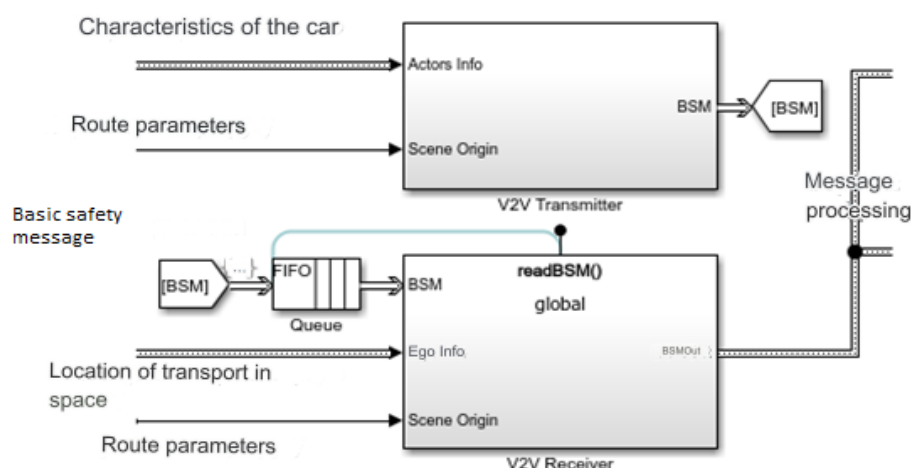 Characteristics of the car
Actors Info
BSM
[BSM]
Route parameters
Scene Origin
V2V Transmitter
Message
processing
Basic safety
message
[BSM]
{...}
FIFO
Queue
readBSM()
global
BSM
Ego Info
BSMOut
Location of transport in
space
Scene Origin
Route parameters
V2V Receiver